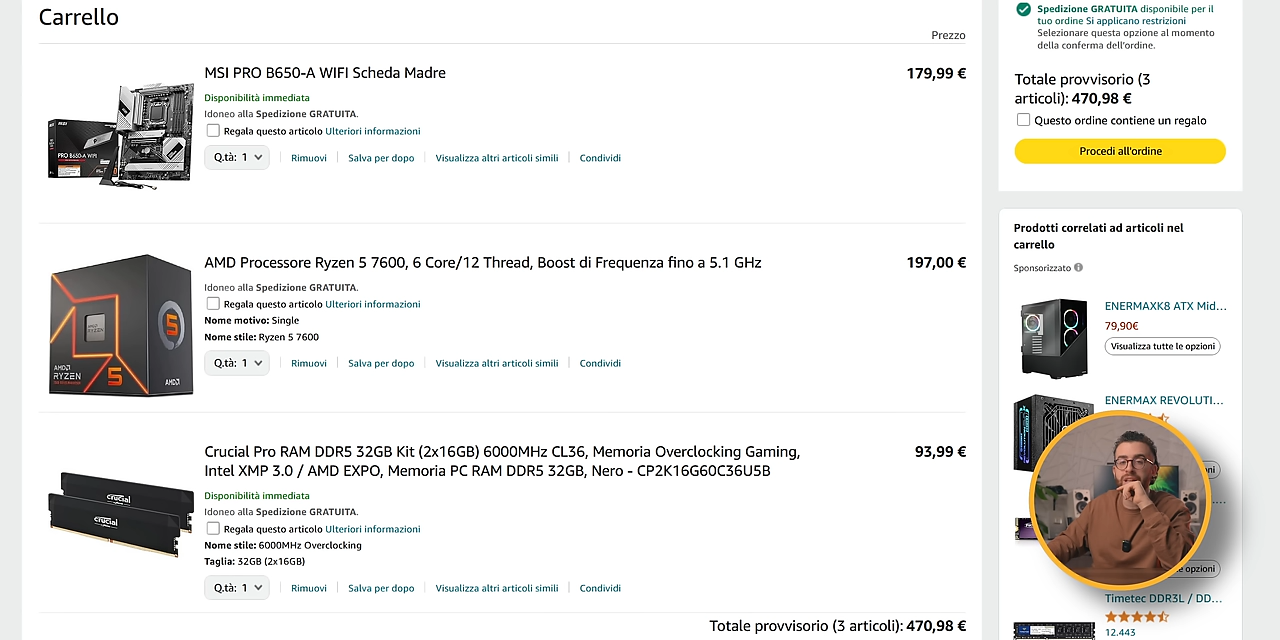 Carrello
Prezzo
MSI PRO B650-A WIFI Scheda Madre
179,99 €
Disponibilità immediata
Idoneo alla Spedizione GRATUITA.
Regala questo articolo Ulteriori informazioni
Q.tà: 1
Rimuovi
Salva per dopo
Visualizza altri articoli simili
Condividi
AMD Processore Ryzen 5 7600, 6 Core/12 Thread, Boost di Frequenza fino a 5.1 GHz
197,00 €
Idoneo alla Spedizione GRATUITA.
Regala questo articolo Ulteriori informazioni
Nome motivo: Single
Nome stile: Ryzen 5 7600
Q.tà: 1
Rimuovi
Salva per dopo
Visualizza altri articoli simili
Condividi
AMD
RYZEN
5
5
AMD
Crucial Pro RAM DDR5 32GB Kit (2x16GB) 6000MHz CL36, Memoria Overclocking Gaming,
Intel XMP 3.0 / AMD EXPO, Memoria PC RAM DDR5 32GB, Nero - CP2K16G60C36U5B
93,99 €
Disponibilità immediata
Idoneo alla Spedizione GRATUITA.
Regala questo articolo Ulteriori informazioni
Nome stile: 6000MHz Overclocking
Taglia: 32GB (2x16GB)
Q.tà: 1
Rimuovi
Salva per dopo
Visualizza altri articoli simili
Condividi
crucial
crucial
Totale provvisorio (3 articoli): 470,98 €
Spedizione GRATUITA disponibile per il
tuo ordine Si applicano restrizioni
Selezionare questa opzione al momento
della conferma dell'ordine.
Totale provvisorio (3
articoli): 470,98 €
Questo ordine contiene un regalo
Procedi all'ordine
Prodotti correlati ad articoli nel
carrello
Sponsorizzato
ENERMAXK8 ATX Mid...
79,90€
Visualizza tutte le opzioni
ENERMAX REVOLUTI...
opzioni
Timetec DDR3L / DD...
12.443